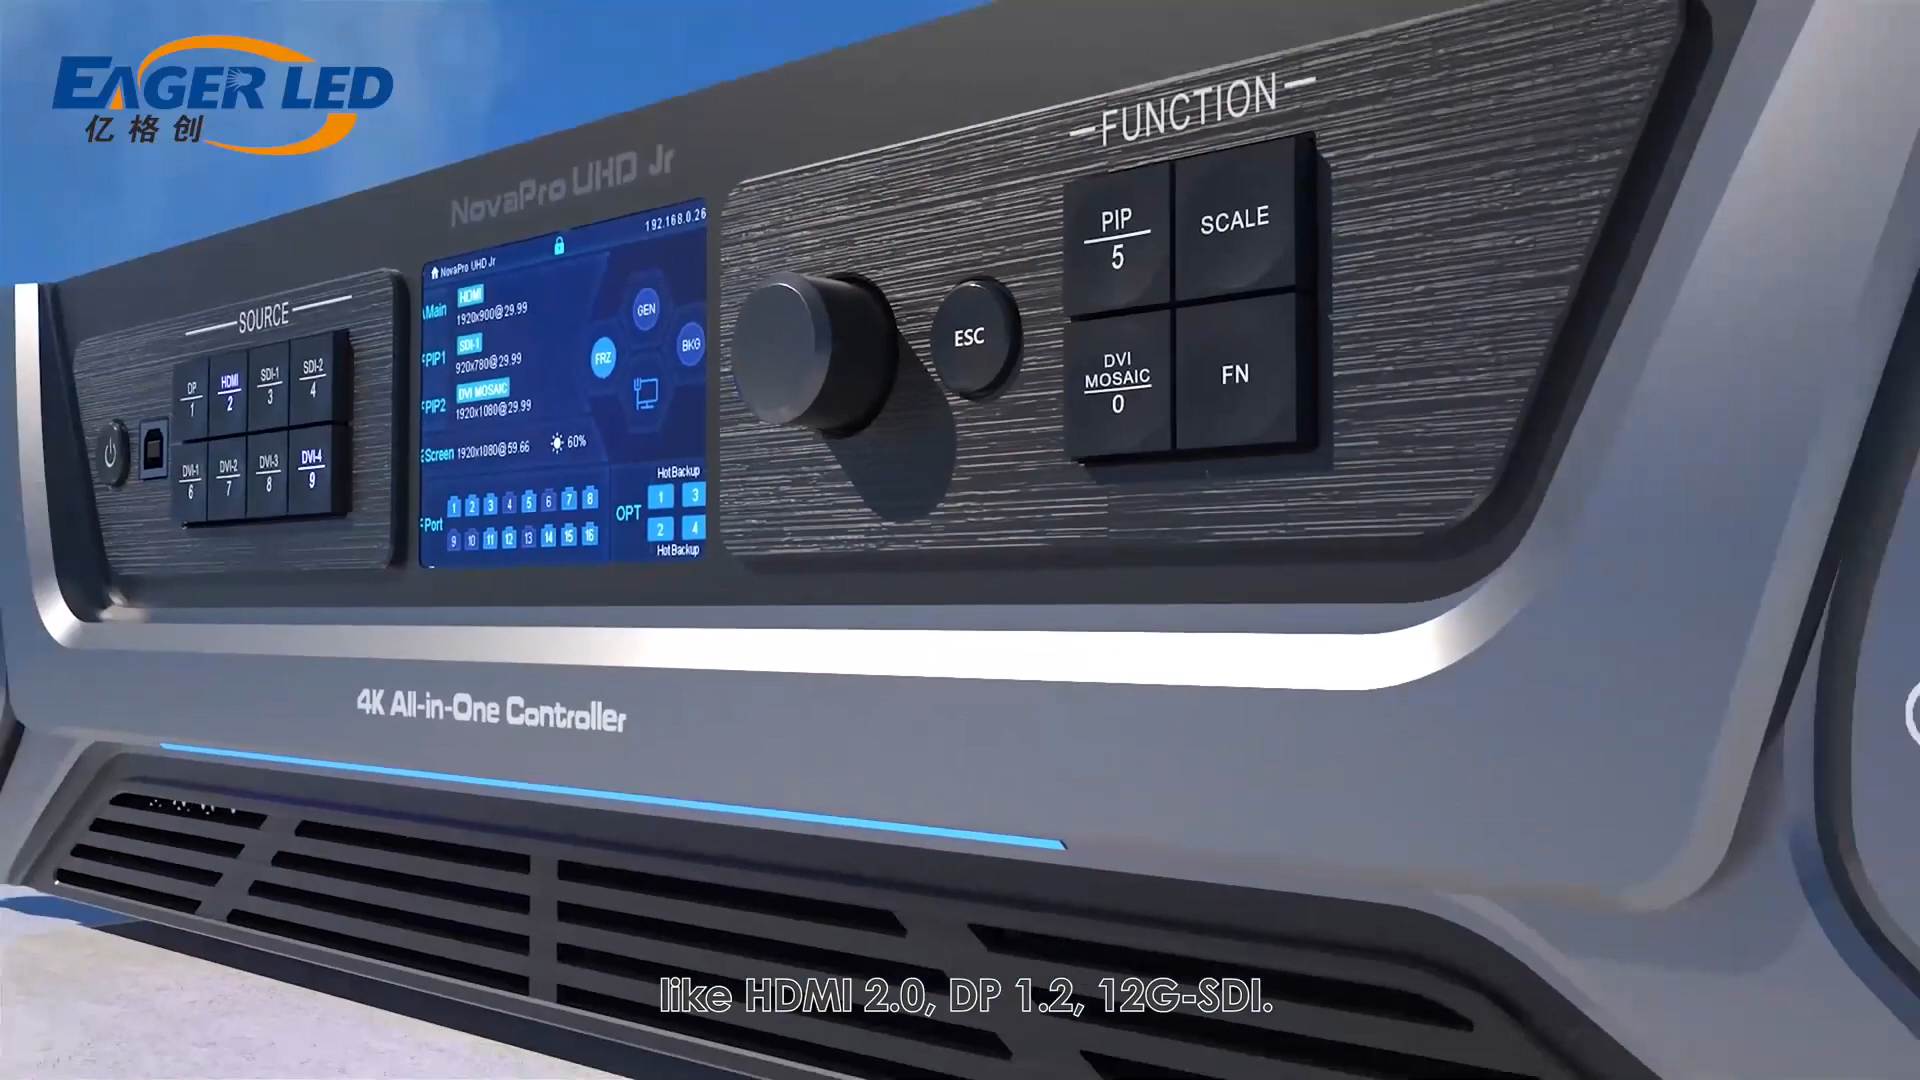 EAGER LED
亿格创
NovaPro UHD Jr
FUNCTION
SOURCE
DP
1
HDMI
2
SDI-1
3
SDI-2
4
DVI-1
6
DVI-2
7
DVI-3
8
DVI-4
9
NovaPro UHD Jr
192.168.0.26
Main
HDMI
1920x900@29.99
PIP1
SDI-1
920x780@29.99
PIP2
DVI MOSAIC
1920x1080@29.99
Screen 1920x1080@59.66
60%
GEN
FRZ
BKG
Port
1 2 3 4 5 6 7 8
9 10 11 12 13 14 15 16
OPT
Hot Backup
1 3
2 4
Hot Backup
ESC
PIP
5
SCALE
DVI
MOSAIC
0
FN
4K All-in-One Controller
like HDMI 2.0, DP 1.2, 12G-SDI.